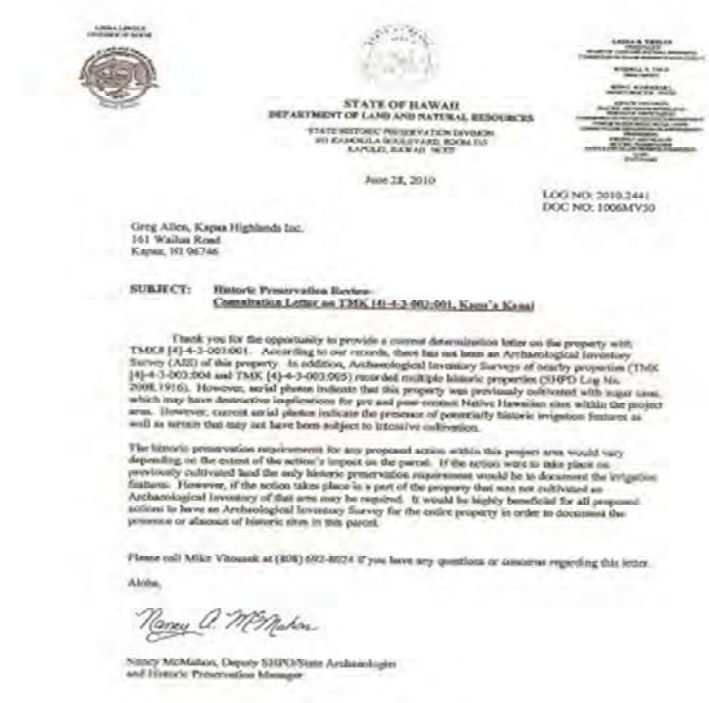 LINDA LINGLE
GOVERNOR OF HAWAII
STATE OF HAWAII
DEPARTMENT OF LAND AND NATURAL RESOURCES
STATE HISTORIC PRESERVATION DIVISION
601 KAMOKILA BOULEVARD, ROOM 555
KAPOLEI, HAWAII 96707
LAURA H. THIELEN
June 28, 2010
LOG NO: 2010.2441
DOC NO: 1006MV50
Greg Allen, Kapaa Highlands Inc.
161 Wailua Road
Kapaa, HI 96746
SUBJECT: Historic Preservation Review-
Consultation Letter on TMK [4]-4-3-003:001, Kapa'a Kauai
Thank you for the opportunity to provide a current determination letter on the property with
TMK# [4]-4-3-003:001. According to our records, there has not been an Archaeological Inventory
Survey (AIS) of this property. In addition, Archaeological Inventory Surveys of nearby properties (TMK
[4]-4-3-003:004 and TMK [4]-4-3-003:005) recorded multiple historic properties (SHPD Log No.
2008.1916). However, aerial photos indicate that this property was previously cultivated with sugar cane,
which may have destructive implications for pre and post-contact Native Hawaiian sites within the project
area. However, current aerial photos indicate the presence of potentially historic irrigation features as
well as terrain that may not have been subject to intensive cultivation.
The historic preservation requirements for any proposed action within this project area would vary
depending on the extent of the action's impact on the parcel. If the action were to take place on
previously cultivated land the only historic preservation requirement would be to document the irrigation
features. However, if the action takes place in a part of the property that was not cultivated an
Archaeological Inventory of that area may be required. It would be highly beneficial for all proposed
actions to have an Archeological Inventory Survey for the entire property in order to document the
presence or absence of historic sites in this parcel.
Please call Mike Vitousek at (808) 692-8024 if you have any questions or concerns regarding this letter.
Aloha,
Nancy A. McMahon
Nancy McMahon, Deputy SHPO/State Archaeologist
and Historic Preservation Manager